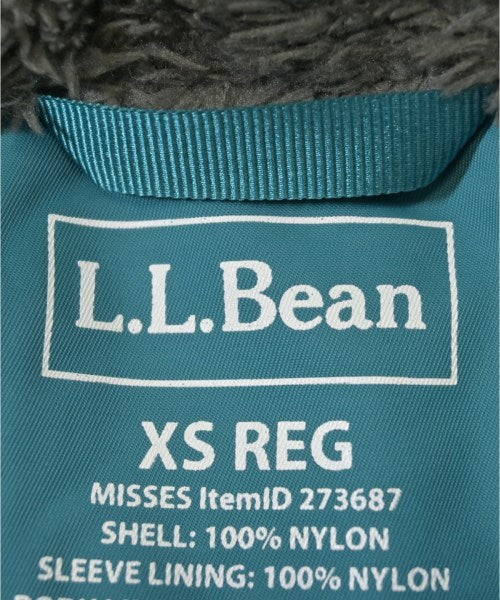 L.L.Bean
XS REG
MISSES ItemID 273687
SHELL: 100% NYLON
SLEEVE LINING: 100% NYLON